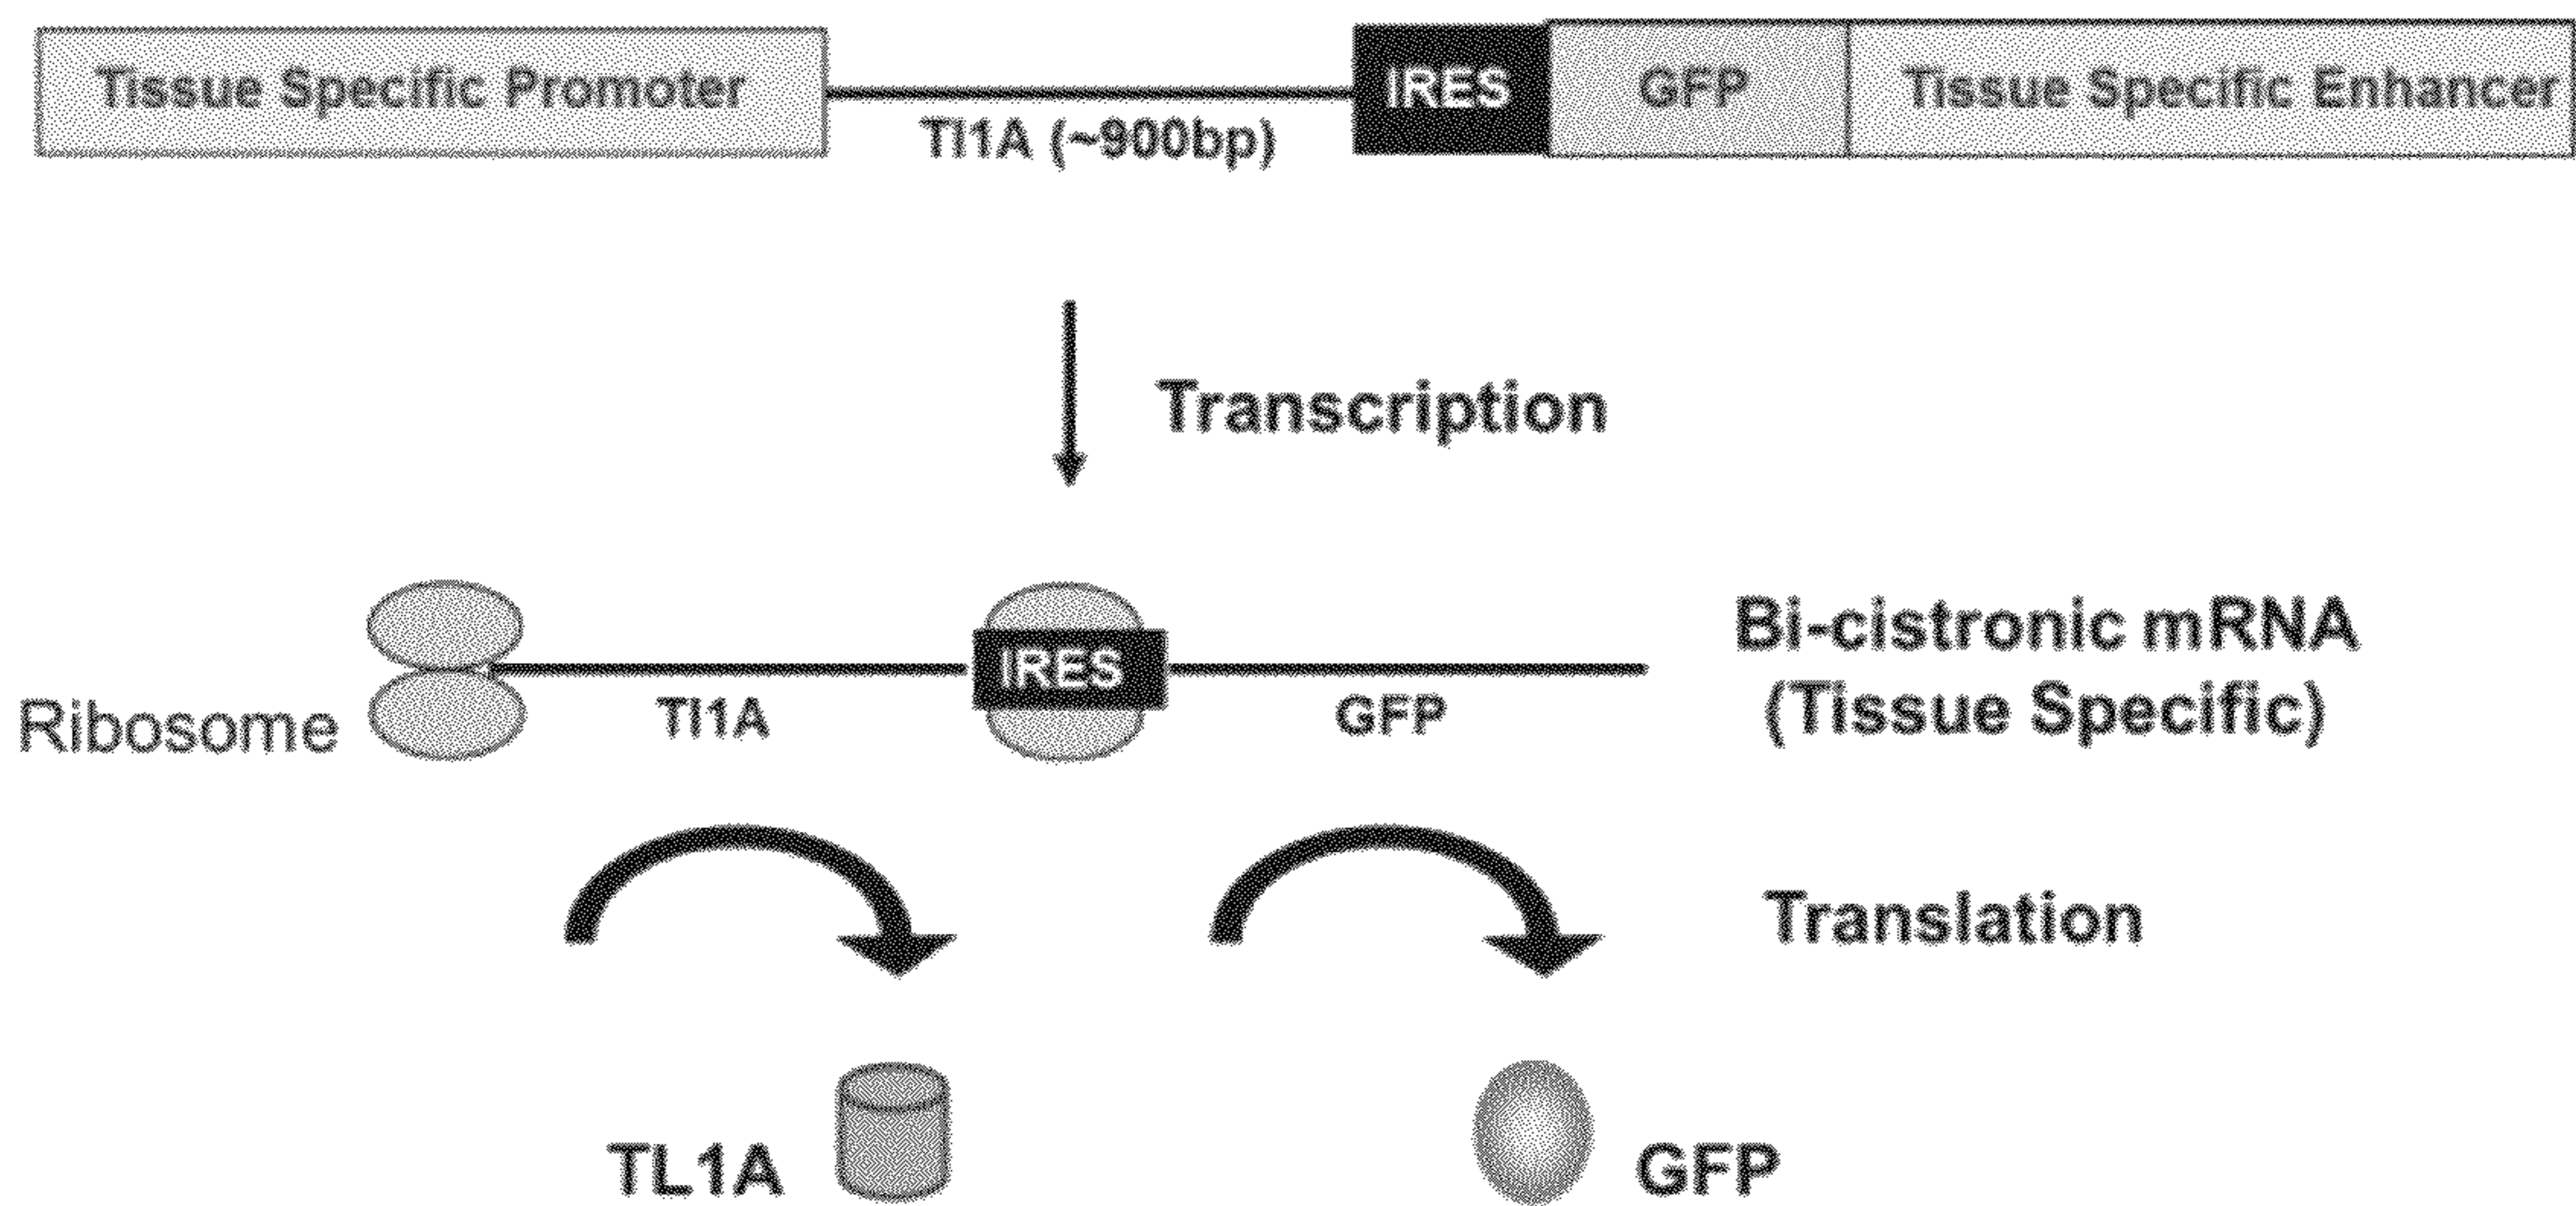 Tissue Specific Promoter
IRES
GFP
Tissue Specific Enhancer
Tl1A (~900bp)
Transcription
Bi-cistronic mRNA
(Tissue Specific)
Ribosome
Tl1A
IRES
GFP
Translation
TL1A
GFP